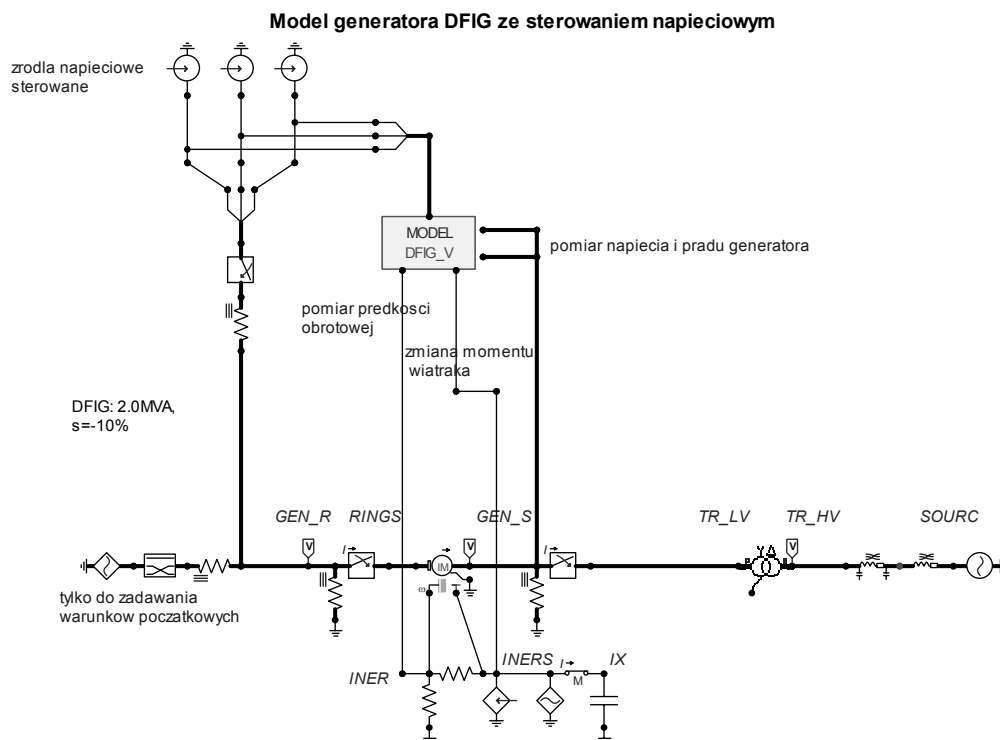 Model generatora DFIG ze sterowaniem napieciowym
zrodla napieciowe
sterowane
MODEL
DFIG_V
pomiar napiecia i pradu generatora
pomiar predkosci
obrotowej
zmiana momentu
wiatraka
DFIG: 2.0MVA,
s=-10%
GEN_R
RINGS
GEN_S
TR_LV
TR_HV
SOURC
V
I
IM
V
I
Y Δ
V
ω
tylko do zadawania
warunkow poczatkowych
INER
INERS
I
M
IX